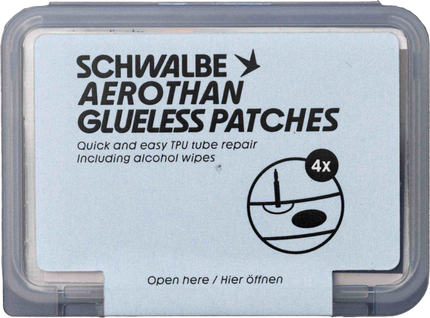 SCHWALBE
AEROTHAN
GLUELESS PATCHES
Quick and easy TPU tube repair
Including alcohol wipes
4x
Open here / Hier öffnen